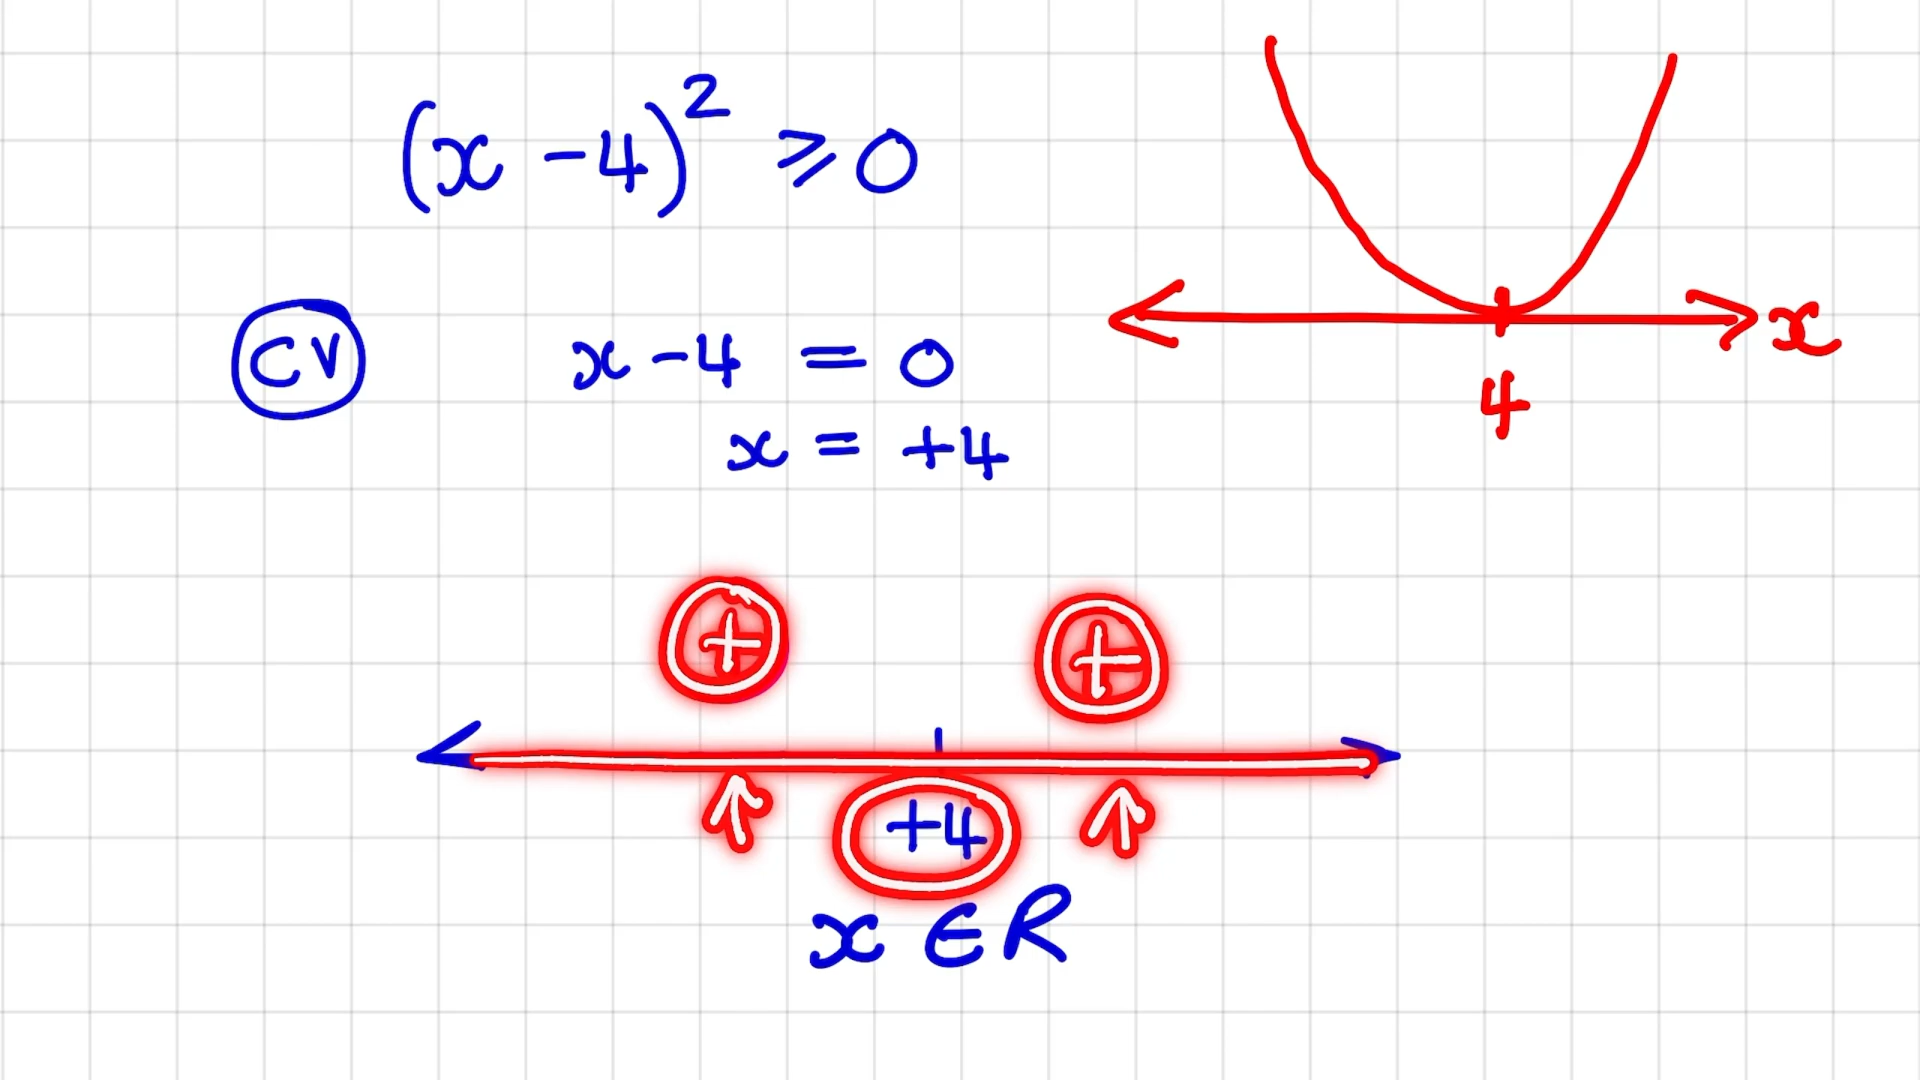 (x - 4)² ≥ 0
CV
x - 4 = 0
x = +4
x
4
+ +
+4
x ∈ R